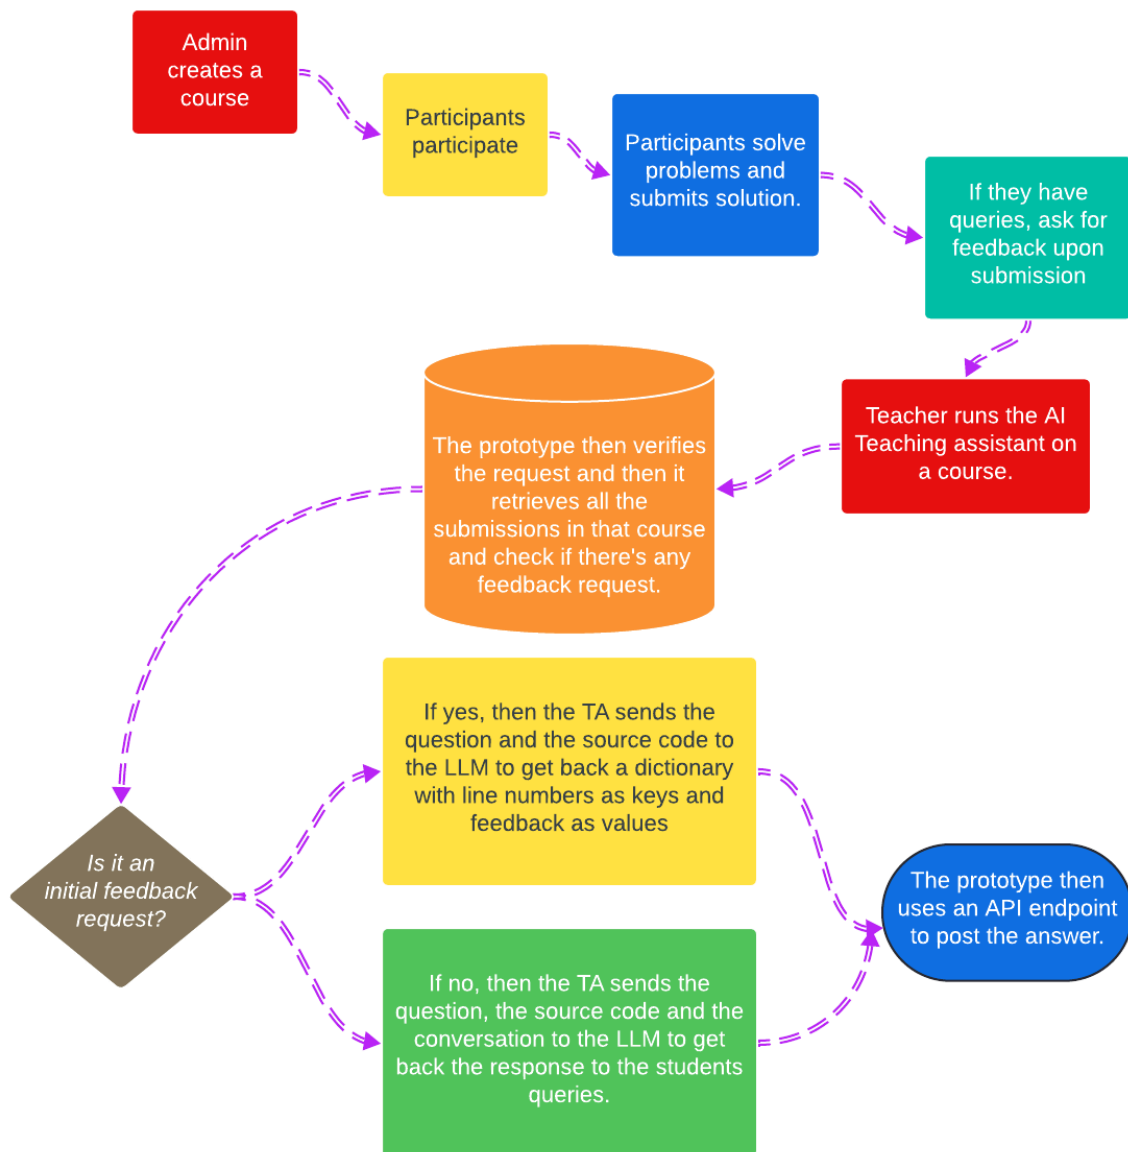 Admin
creates a
course
Participants
participate
Participants solve
problems and
submits solution.
If they have
queries, ask for
feedback upon
submission
Teacher runs the AI
Teaching assistant on
a course.
The prototype then verifies
the request and then it
retrieves all the
submissions in that course
and check if there's any
feedback request.
Is it an
initial feedback
request?
If yes, then the TA sends the
question and the source code to
the LLM to get back a dictionary
with line numbers as keys and
feedback as values
If no, then the TA sends the
question, the source code and the
conversation to the LLM to get
back the response to the students
queries.
The prototype then
uses an API endpoint
to post the answer.